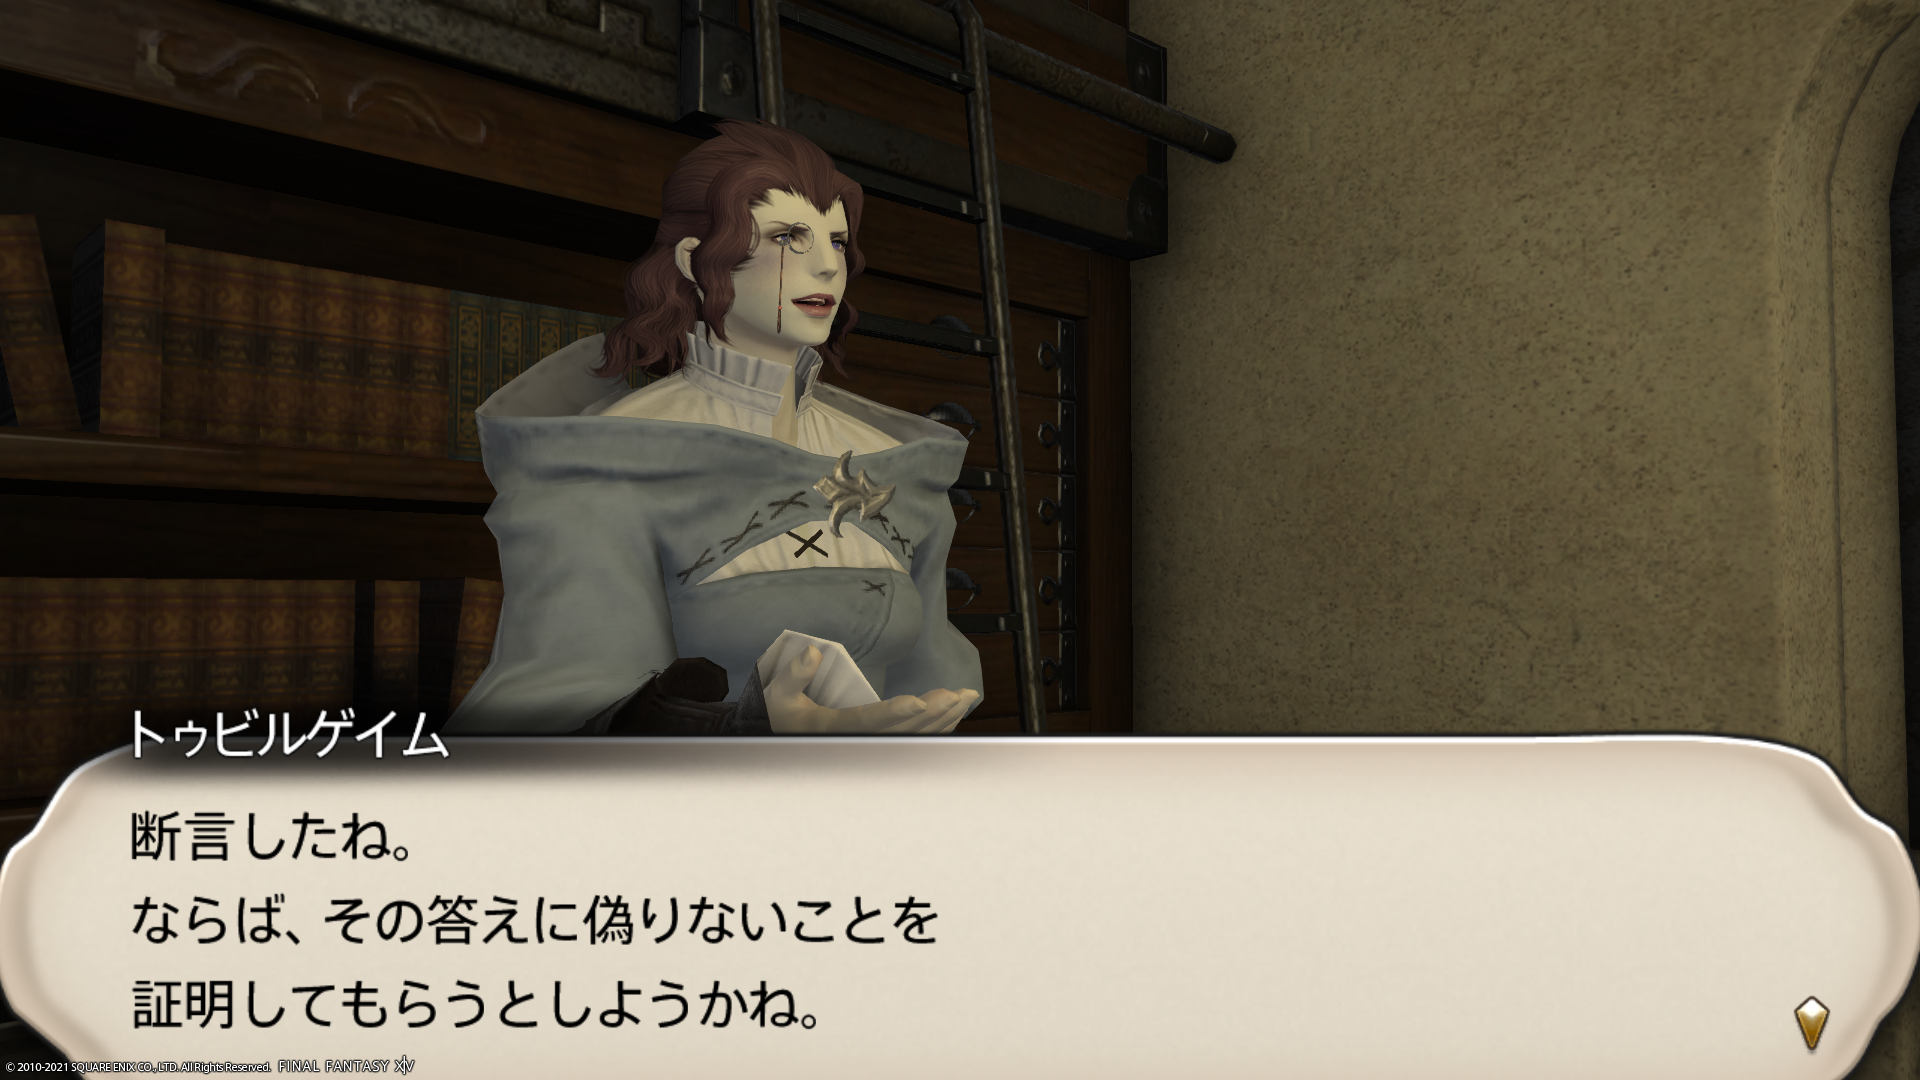 トゥビルゲイム
断言したね。
ならば、その答えに偽りないことを
証明してもらうとしようかね。
© 2010-2021 SQUARE ENIX CO., LTD. All Rights Reserved. FINAL FANTASY XIV